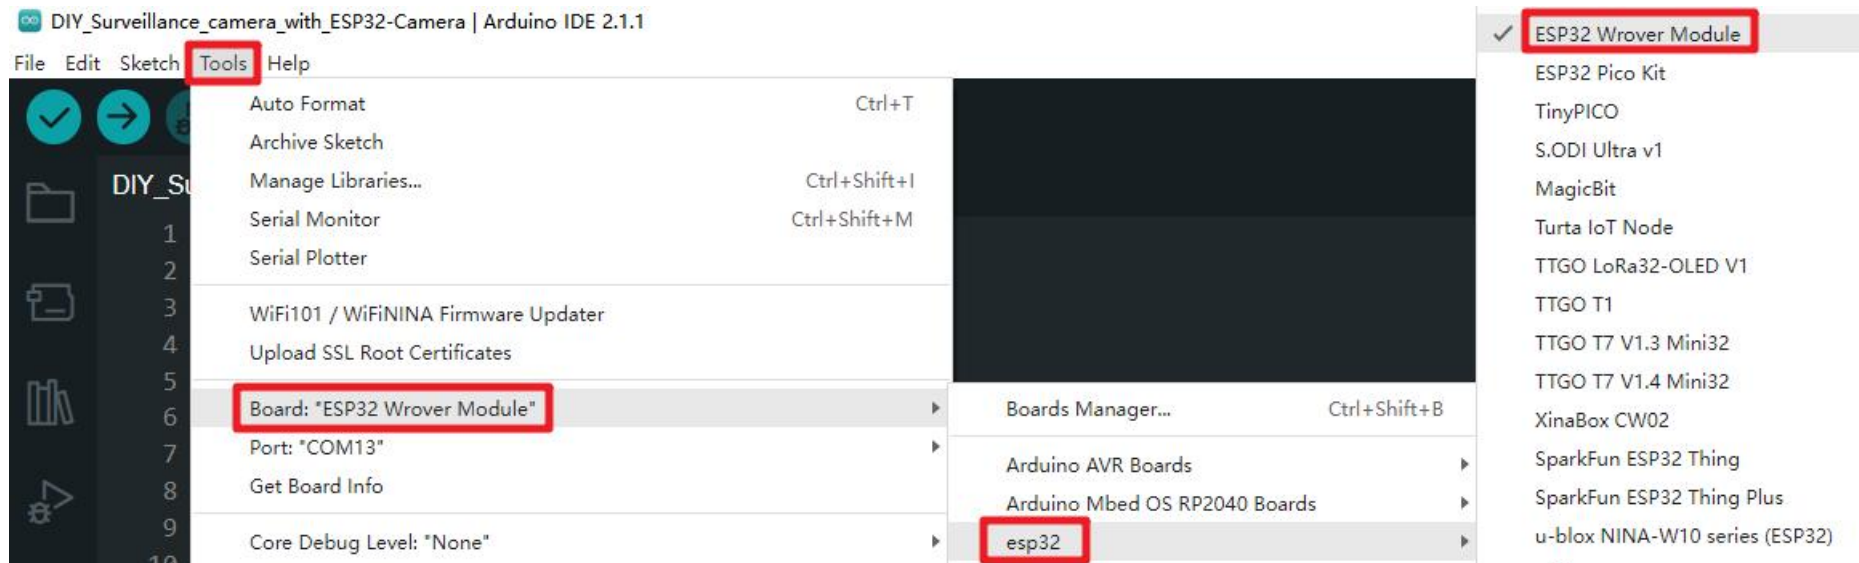 DIY_Surveillance_camera_with_ESP32-Camera | Arduino IDE 2.1.1
File Edit Sketch Tools Help
Auto Format Ctrl+T
Archive Sketch
Manage Libraries... Ctrl+Shift+I
Serial Monitor Ctrl+Shift+M
Serial Plotter
WiFi101 / WiFiNINA Firmware Updater
Upload SSL Root Certificates
Board: "ESP32 Wrover Module"
Port: "COM13"
Get Board Info
Core Debug Level: "None"
DIY_Su
1
2
3
4
5
6
7
8
9
10
Boards Manager... Ctrl+Shift+B
Arduino AVR Boards
Arduino Mbed OS RP2040 Boards
esp32
ESP32 Wrover Module
ESP32 Pico Kit
TinyPICO
S.ODI Ultra v1
MagicBit
Turta IoT Node
TTGO LoRa32-OLED V1
TTGO T1
TTGO T7 V1.3 Mini32
TTGO T7 V1.4 Mini32
XinaBox CW02
SparkFun ESP32 Thing
SparkFun ESP32 Thing Plus
u-blox NINA-W10 series (ESP32)